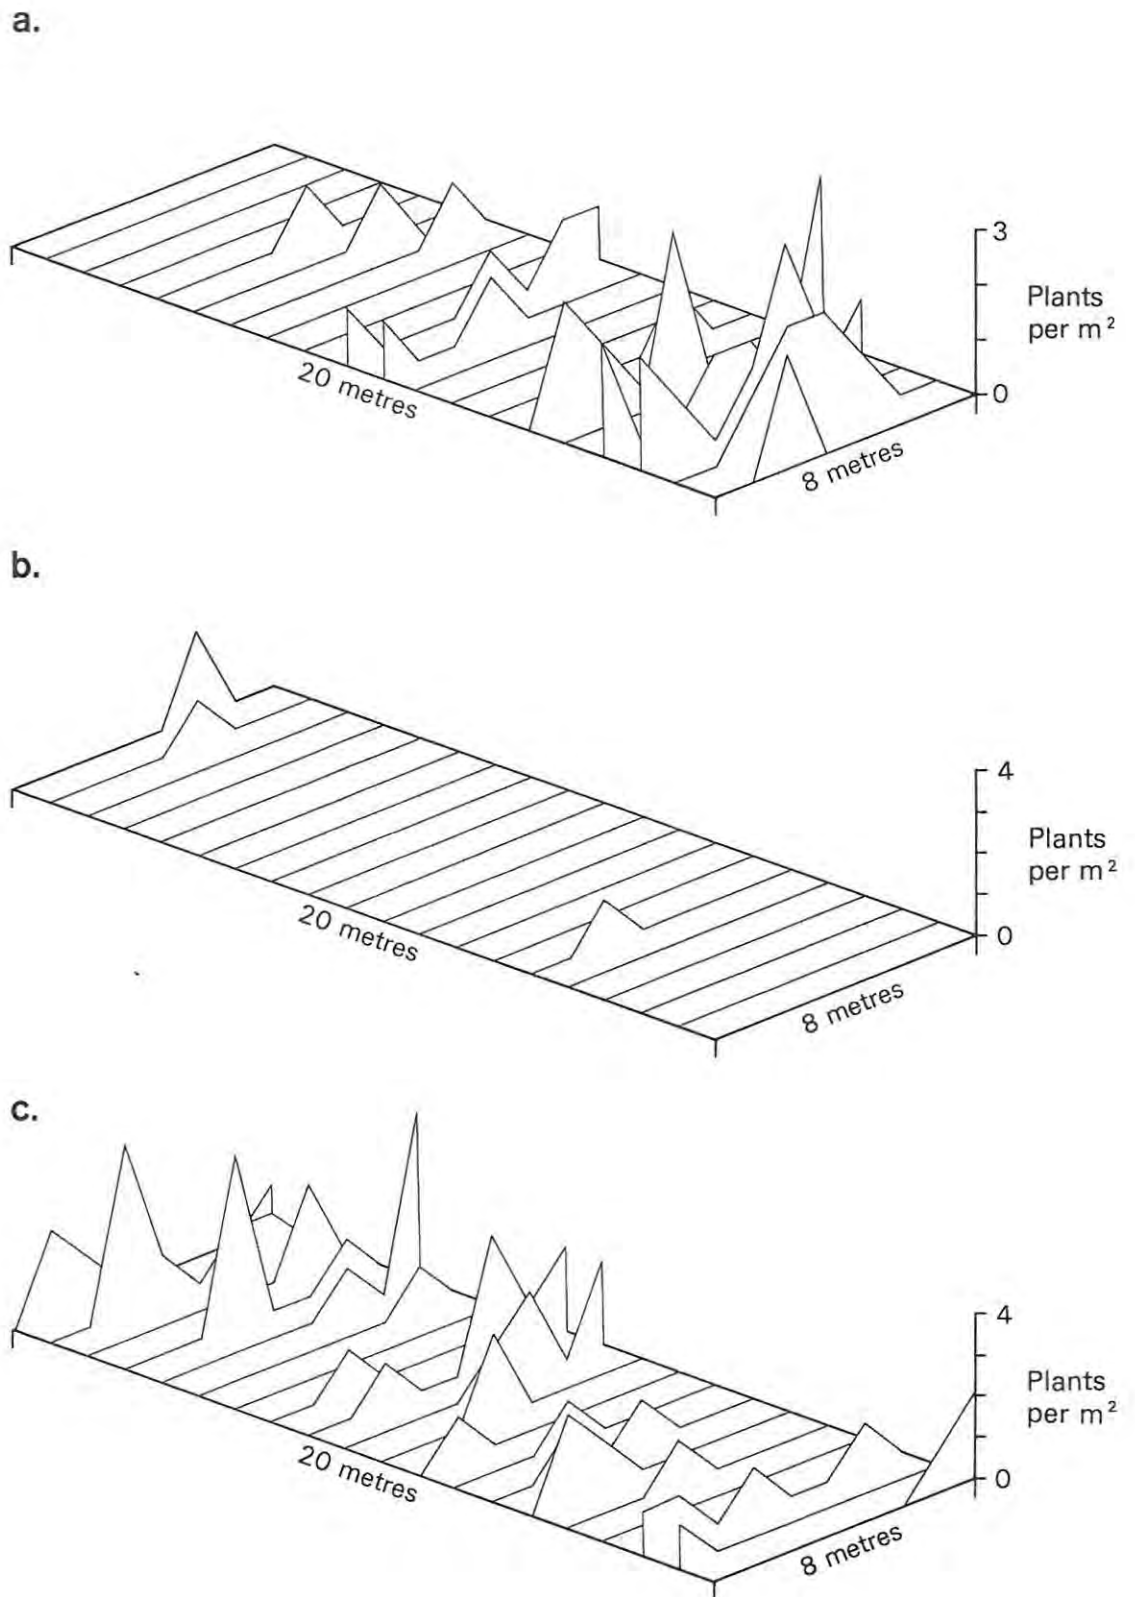 a.
3
Plants
per m²
0
20 metres
8 metres
b.
4
Plants
per m²
0
20 metres
8 metres
c.
4
Plants
per m²
0
20 metres
8 metres